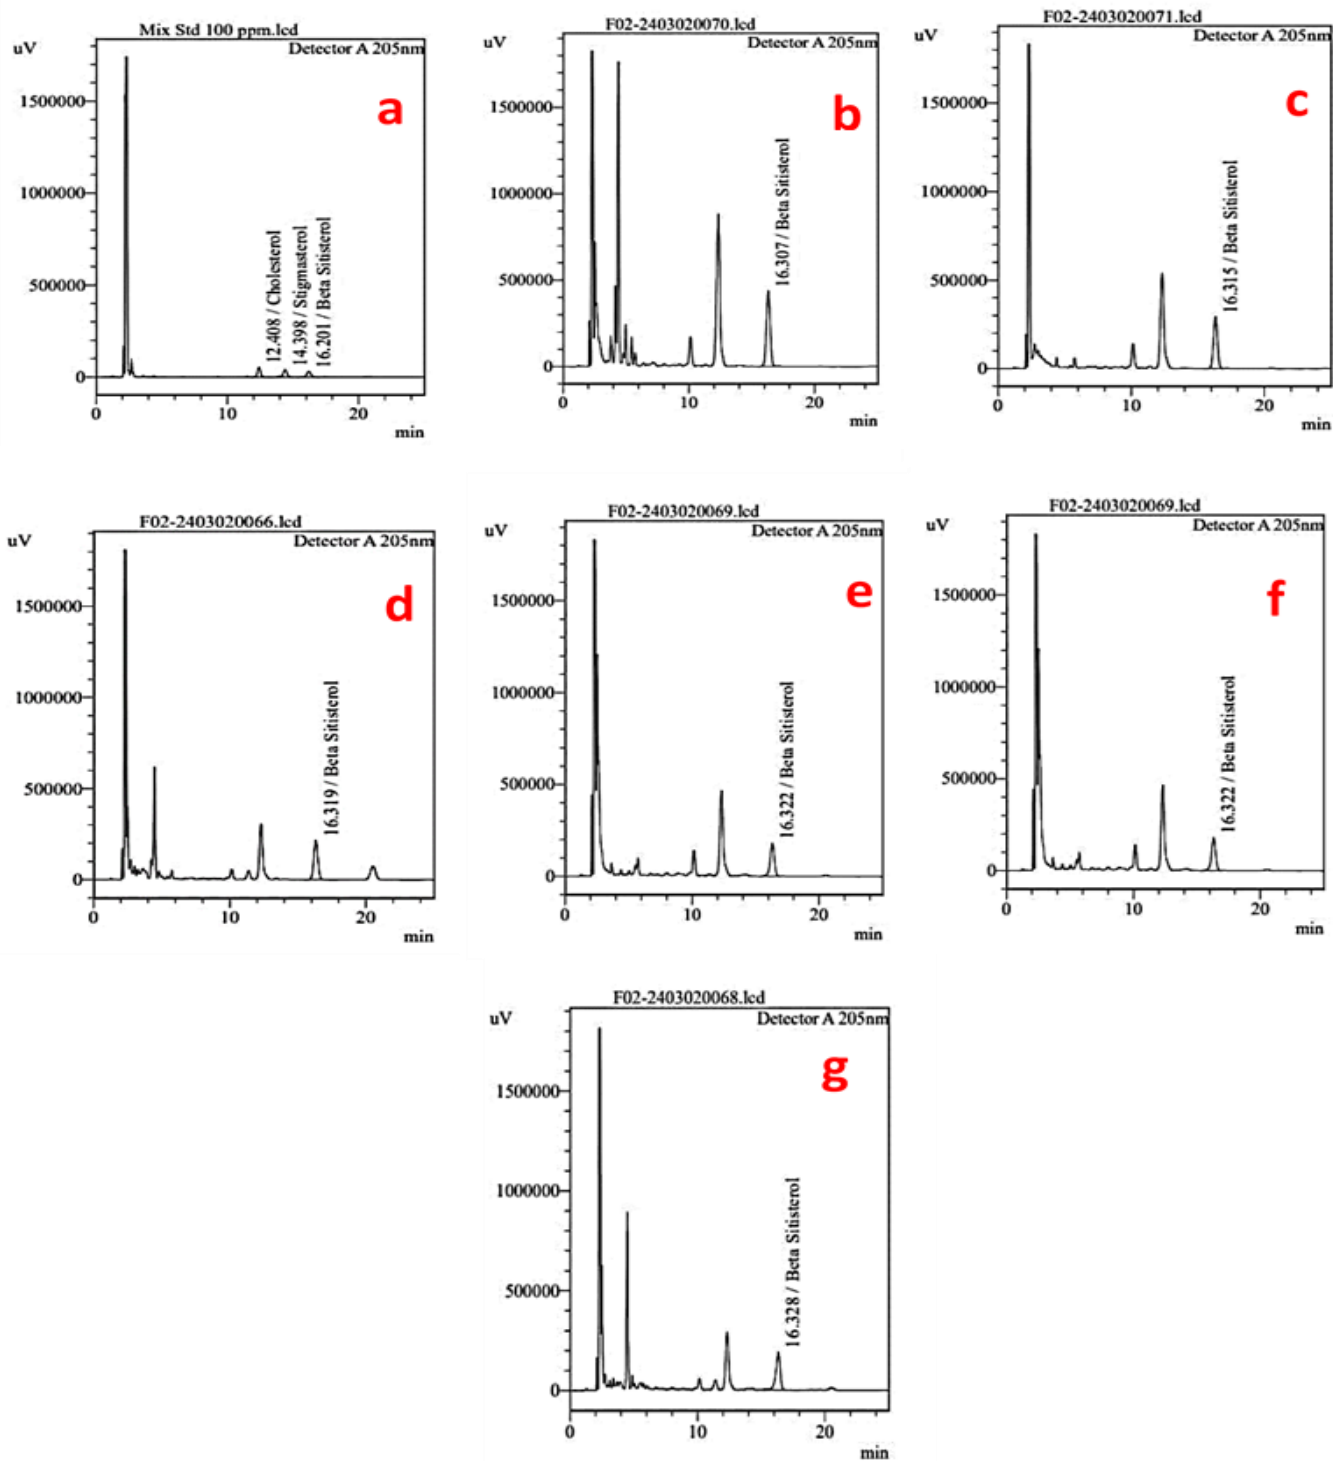 Mix Std 100 ppm.lcd
uV
Detector A 205nm
a
1500000
1000000
500000
0
12.408 / Cholesterol
14.398 / Stigmasterol
16.201 / Beta Sitisterol
0 10 20
min
F02-2403020070.lcd
uV
Detector A 205nm
b
1500000
1000000
500000
0
16.307 / Beta Sitisterol
0 10 20
min
F02-2403020071.lcd
uV
Detector A 205nm
c
1500000
1000000
500000
0
16.315 / Beta Sitisterol
0 10 20
min
F02-2403020066.lcd
uV
Detector A 205nm
d
1500000
1000000
500000
0
16.319 / Beta Sitisterol
0 10 20
min
F02-2403020069.lcd
uV
Detector A 205nm
e
1500000
1000000
500000
0
16.322 / Beta Sitisterol
0 10 20
min
F02-2403020069.lcd
uV
Detector A 205nm
f
1500000
1000000
500000
0
16.322 / Beta Sitisterol
0 10 20
min
F02-2403020068.lcd
uV
Detector A 205nm
g
1500000
1000000
500000
0
16.328 / Beta Sitisterol
0 10 20
min